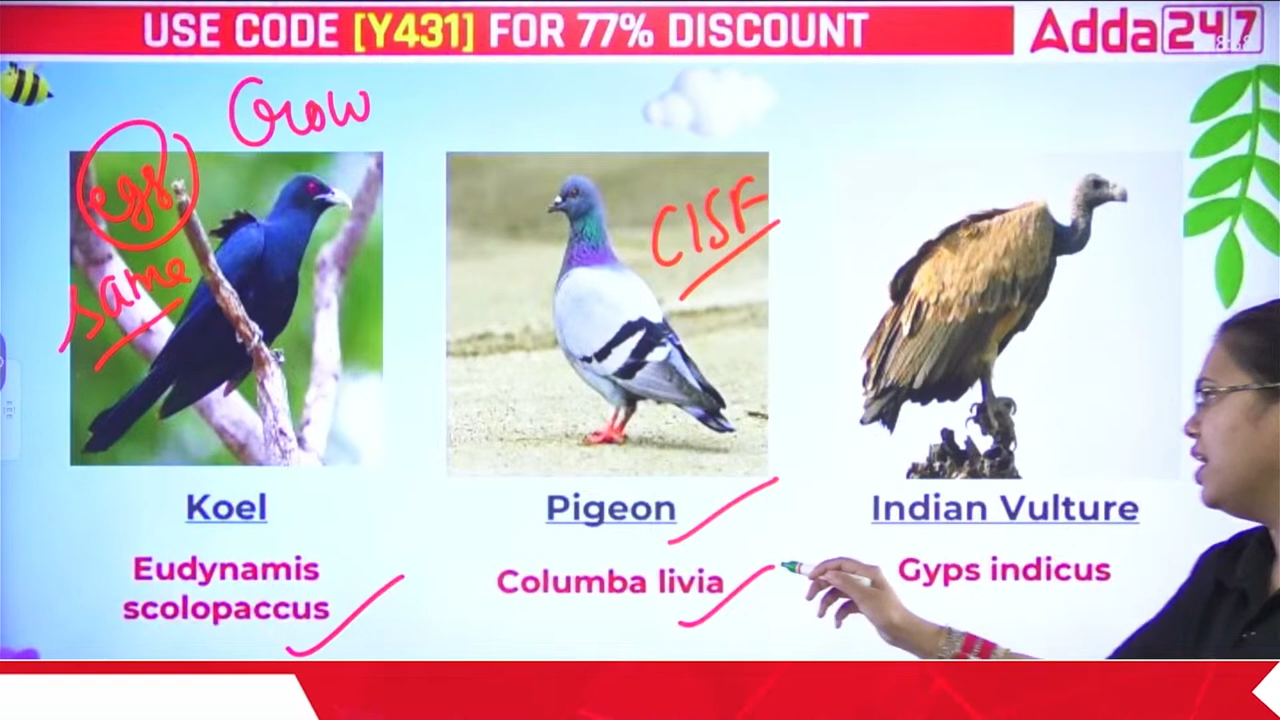 USE CODE [Y431] FOR 77% DISCOUNT
Adda247
Crow
egg
same
CISF
Koel
Pigeon
Indian Vulture
Eudynamis
scolopaccus
Columba livia
Gyps indicus